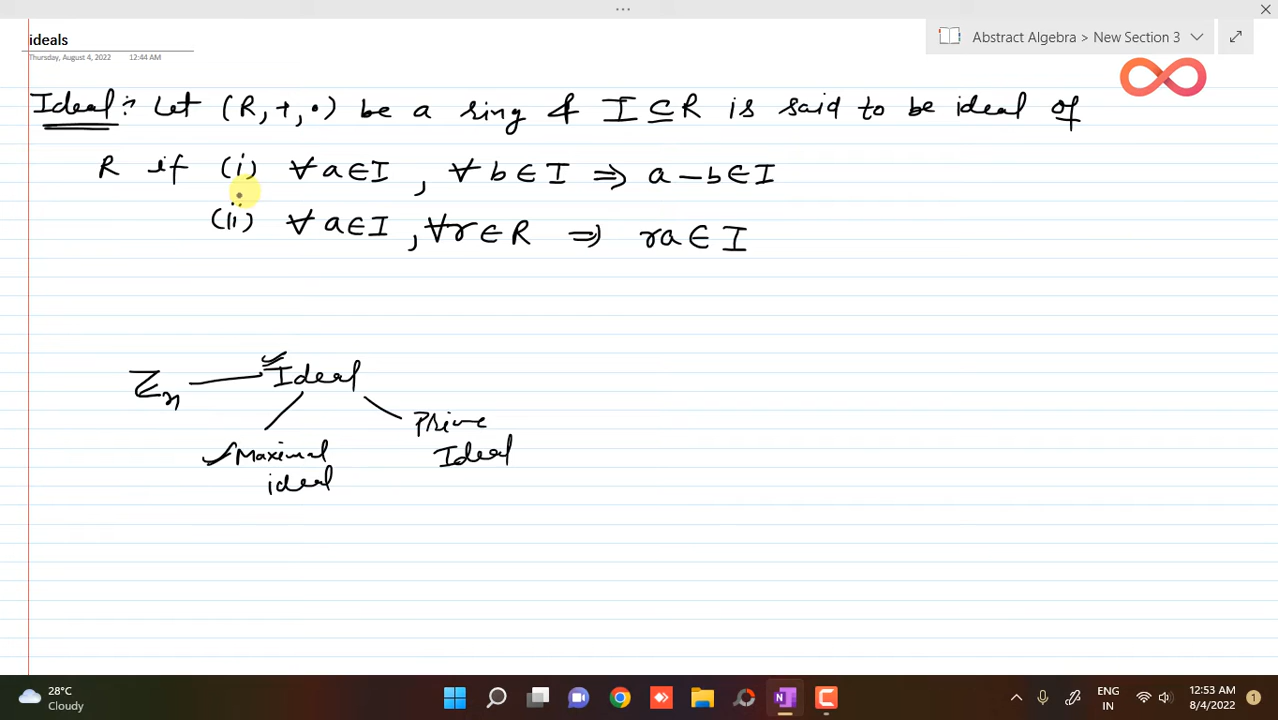 ideals
Thursday, August 4, 2022 12:44 AM
Abstract Algebra > New Section 3
Ideal :- Let (R, +, •) be a ring & I ⊆ R is said to be ideal of
R if (i) ∀ a ∈ I , ∀ b ∈ I ⇒ a - b ∈ I
(ii) ∀ a ∈ I , ∀ r ∈ R ⇒ ra ∈ I
Zn Ideal
Maximal
ideal
Prime
Ideal
28°C
Cloudy
ENG
IN
12:53 AM
8/4/2022
1